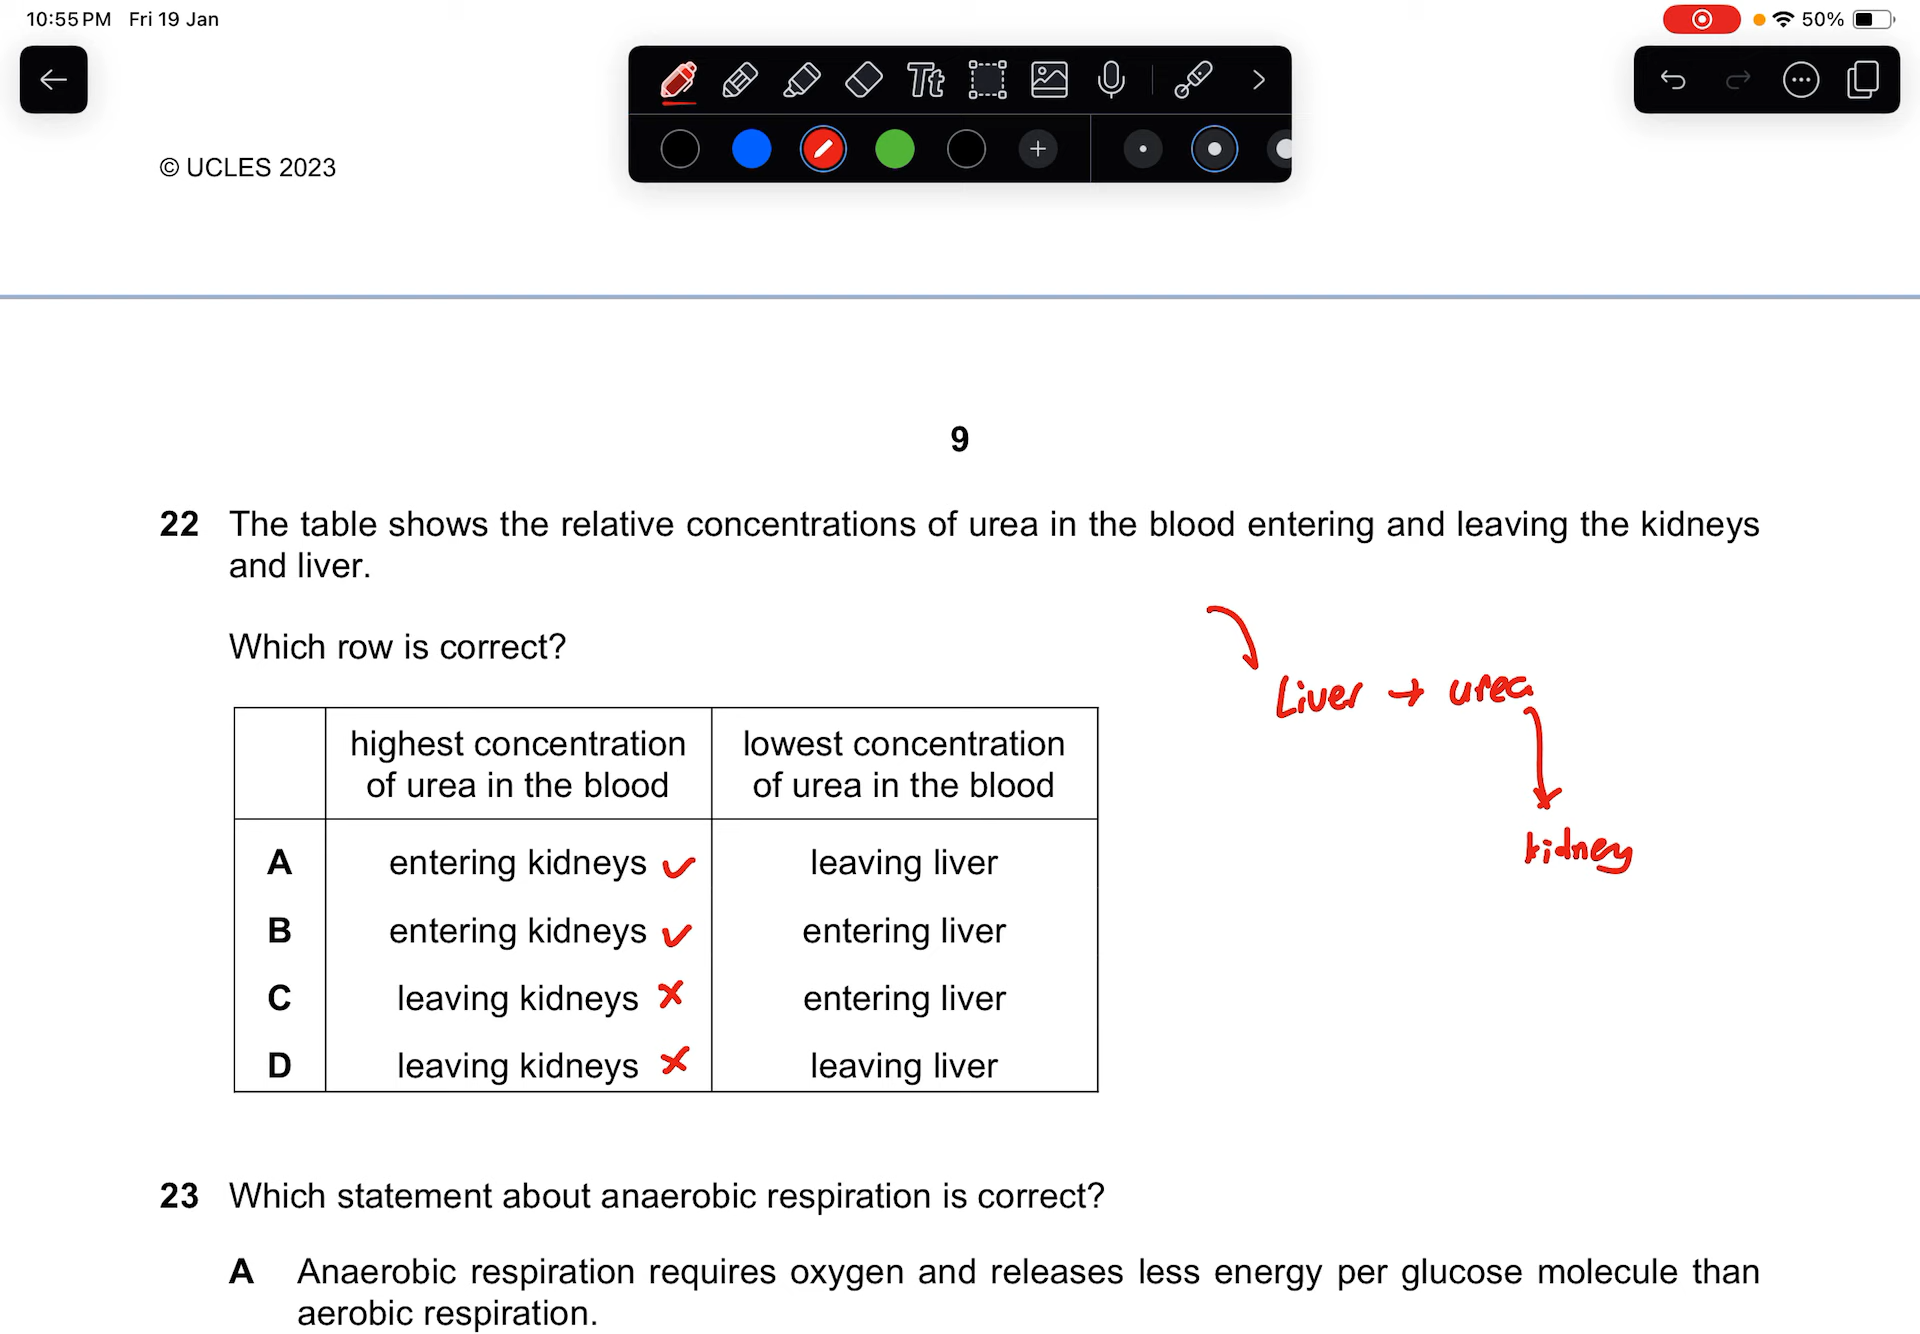 10:55 PM Fri 19 Jan
50%
Tt
© UCLES 2023
9
22 The table shows the relative concentrations of urea in the blood entering and leaving the kidneys
and liver.
Which row is correct?
Liver → urea
kidney
highest concentration
of urea in the blood
lowest concentration
of urea in the blood
A entering kidneys ✓ leaving liver
B entering kidneys ✓ entering liver
C leaving kidneys ✗ entering liver
D leaving kidneys ✗ leaving liver
23 Which statement about anaerobic respiration is correct?
A Anaerobic respiration requires oxygen and releases less energy per glucose molecule than
aerobic respiration.